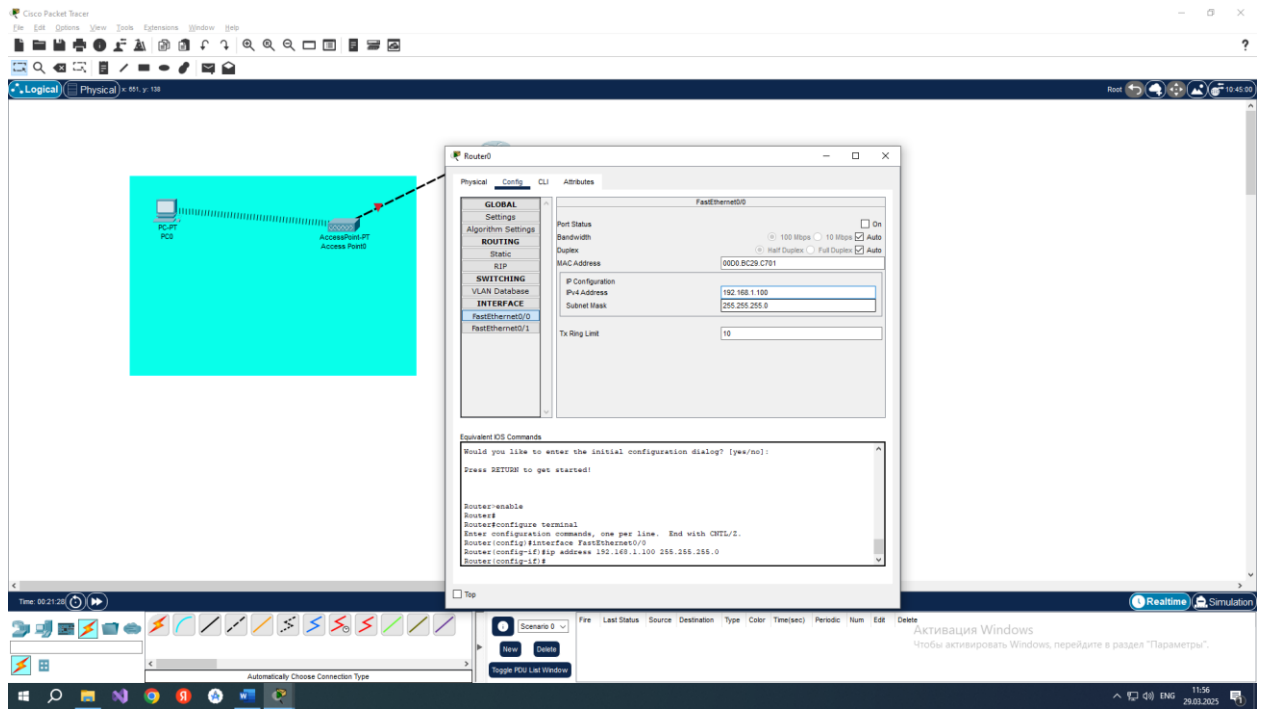 Cisco Packet Tracer
File Edit Options View Tools Extensions Window Help
?
Logical Physical x: 651, y: 138
Root 10:45:00
Router0
Physical Config CLI Attributes
GLOBAL
Settings
Algorithm Settings
ROUTING
Static
RIP
SWITCHING
VLAN Database
INTERFACE
FastEthernet0/0
FastEthernet0/1
FastEthernet0/0
Port Status On
Bandwidth 100 Mbps 10 Mbps Auto
Duplex Half Duplex Full Duplex Auto
MAC Address 00D0.BC29.C701
IP Configuration
IPv4 Address 192.168.1.100
Subnet Mask 255.255.255.0
Tx Ring Limit 10
PC-PT
PC0
AccessPoint-PT
Access Point0
Equivalent IOS Commands
Would you like to enter the initial configuration dialog? [yes/no]:
Press RETURN to get started!
Router>enable
Router#
Router#configure terminal
Enter configuration commands, one per line. End with CNTL/Z.
Router(config)#interface FastEthernet0/0
Router(config-if)#ip address 192.168.1.100 255.255.255.0
Router(config-if)#
Top
Time: 00:21:28
Realtime Simulation
Scenario 0
New Delete
Toggle PDU List Window
Fire Last Status Source Destination Type Color Time(sec) Periodic Num Edit Delete
Automatically Choose Connection Type
Активация Windows
Чтобы активировать Windows, перейдите в раздел "Параметры".
ENG
11:56
29.03.2025